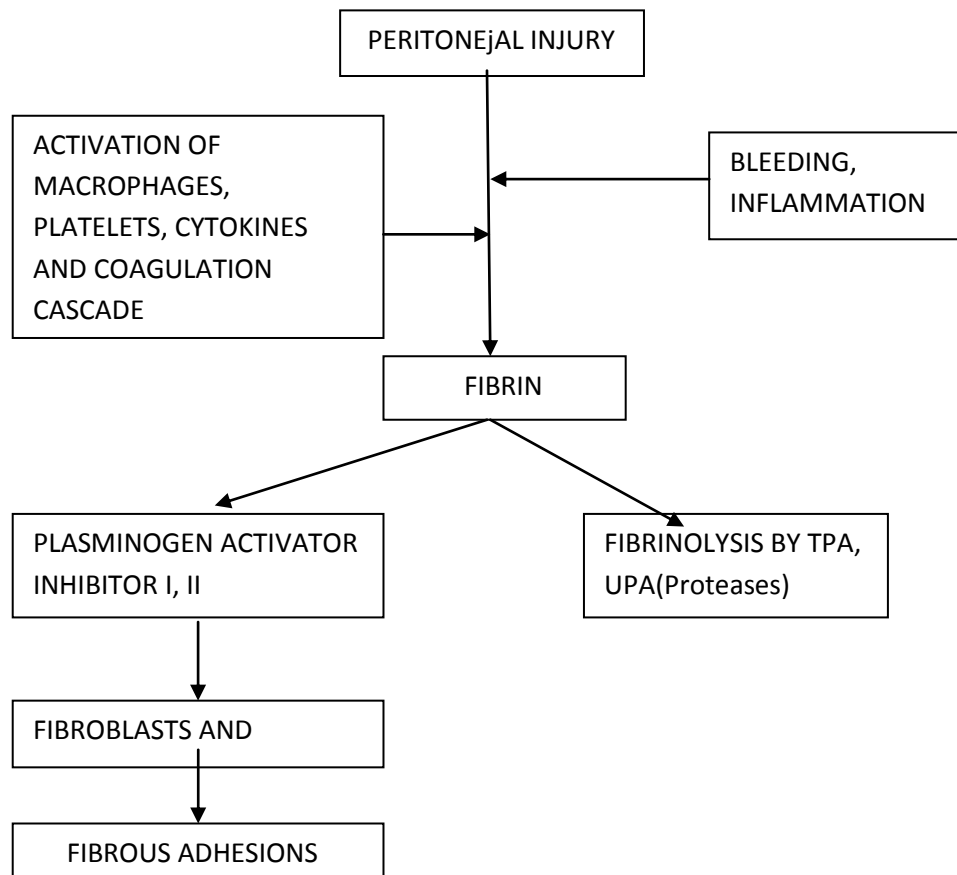 PERITONEjAL INJURY
ACTIVATION OF
MACROPHAGES,
PLATELETS, CYTOKINES
AND COAGULATION
CASCADE
BLEEDING,
INFLAMMATION
FIBRIN
PLASMINOGEN ACTIVATOR
INHIBITOR I, II
FIBRINOLYSIS BY TPA,
UPA(Proteases)
FIBROBLASTS AND
FIBROUS ADHESIONS